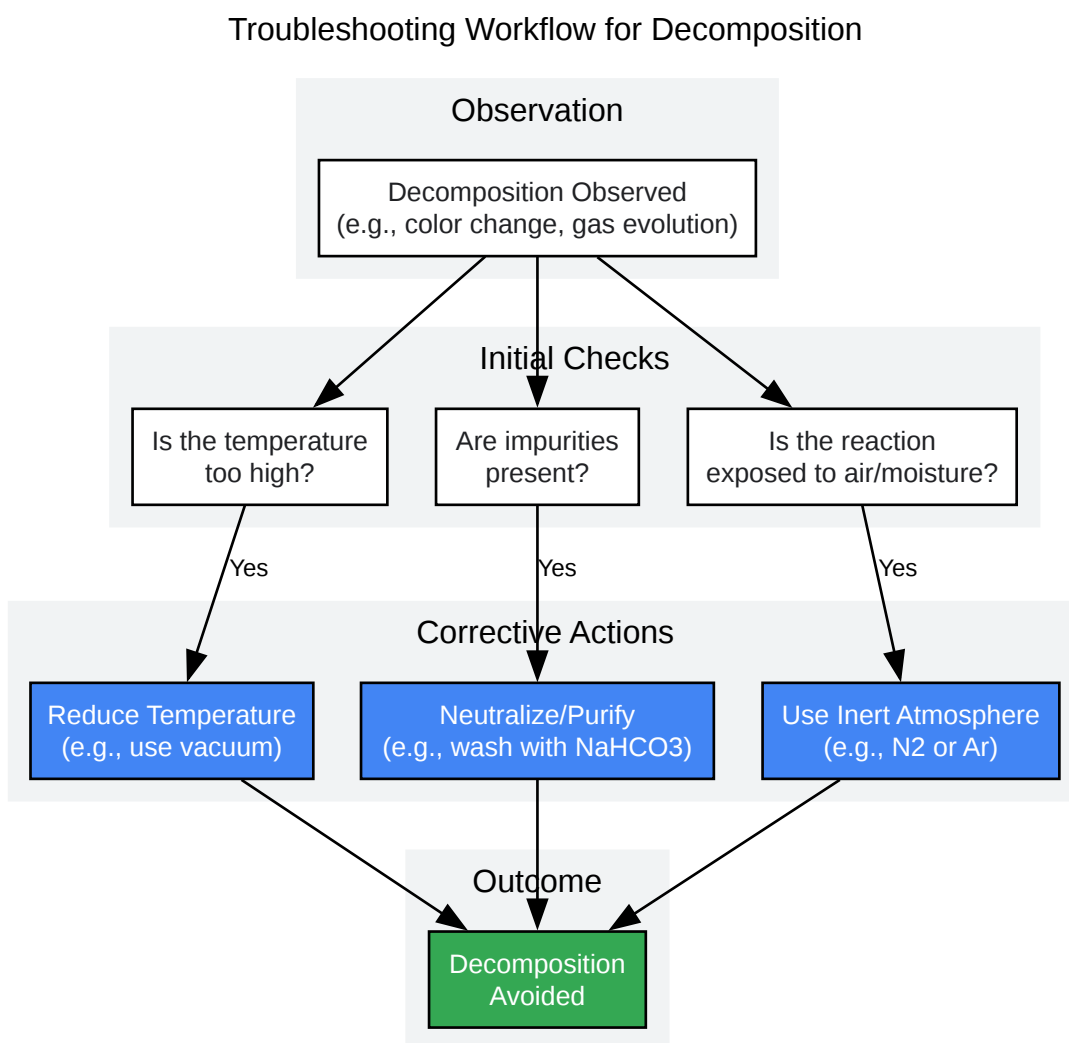 Troubleshooting Workflow for Decomposition
Observation
Decomposition Observed
(e.g., color change, gas evolution)
Initial Checks
Is the temperature
too high?
Are impurities
present?
Is the reaction
exposed to air/moisture?
Yes
Yes
Yes
Corrective Actions
Reduce Temperature
(e.g., use vacuum)
Neutralize/Purify
(e.g., wash with NaHCO3)
Use Inert Atmosphere
(e.g., N2 or Ar)
Outcome
Decomposition
Avoided